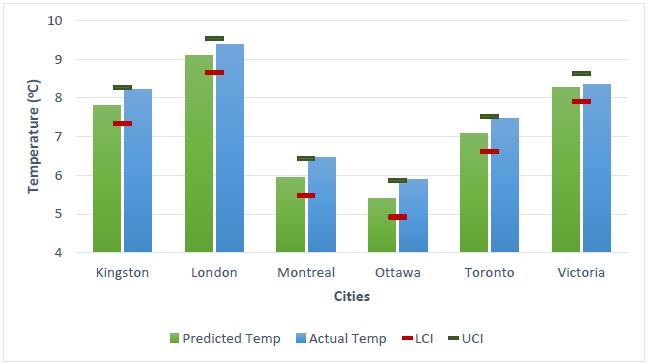 10
9
8
7
6
5
4
Temperature (ºC)
Kingston London Montreal Ottawa Toronto Victoria
Cities
Predicted Temp Actual Temp LCI UCI